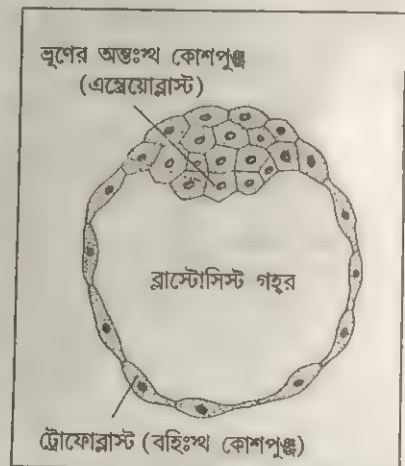 ভ্রূণের অন্তঃস্থ কোশপুঞ্জ
(এম্ব্রেয়োব্লাস্ট)
ব্লাস্টোসিস্ট গহ্বর
ট্রোফোব্লাস্ট (বহিঃস্থ কোশপুঞ্জ)